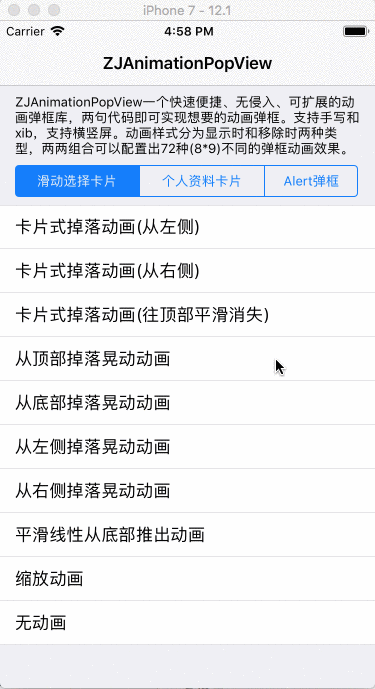 iPhone 7 - 12.1
Carrier 4:58 PM
ZJAnimationPopView
ZJAnimationPopView一个快速便捷、无侵入、可扩展的动
画弹框库，两句代码即可实现想要的动画弹框。支持手写和
xib，支持横竖屏。动画样式分为显示时和移除时两种类
型，两两组合可以配置出72种(8*9)不同的弹框动画效果。
滑动选择卡片 个人资料卡片 Alert弹框
卡片式掉落动画(从左侧)
卡片式掉落动画(从右侧)
卡片式掉落动画(往顶部平滑消失)
从顶部掉落晃动动画
从底部掉落晃动动画
从左侧掉落晃动动画
从右侧掉落晃动动画
平滑线性从底部推出动画
缩放动画
无动画